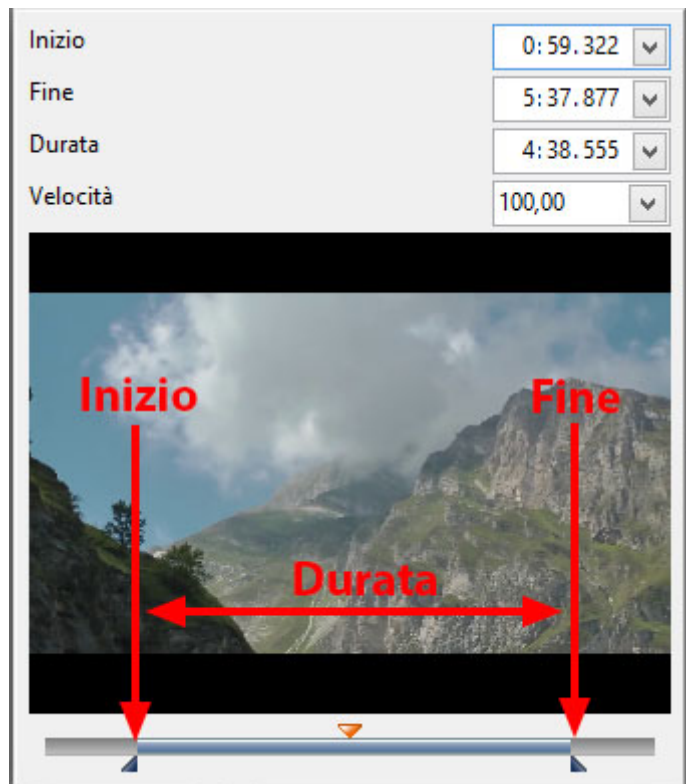 Inizio 0:59.322
Fine 5:37.877
Durata 4:38.555
Velocità 100,00
Inizio Fine
Durata